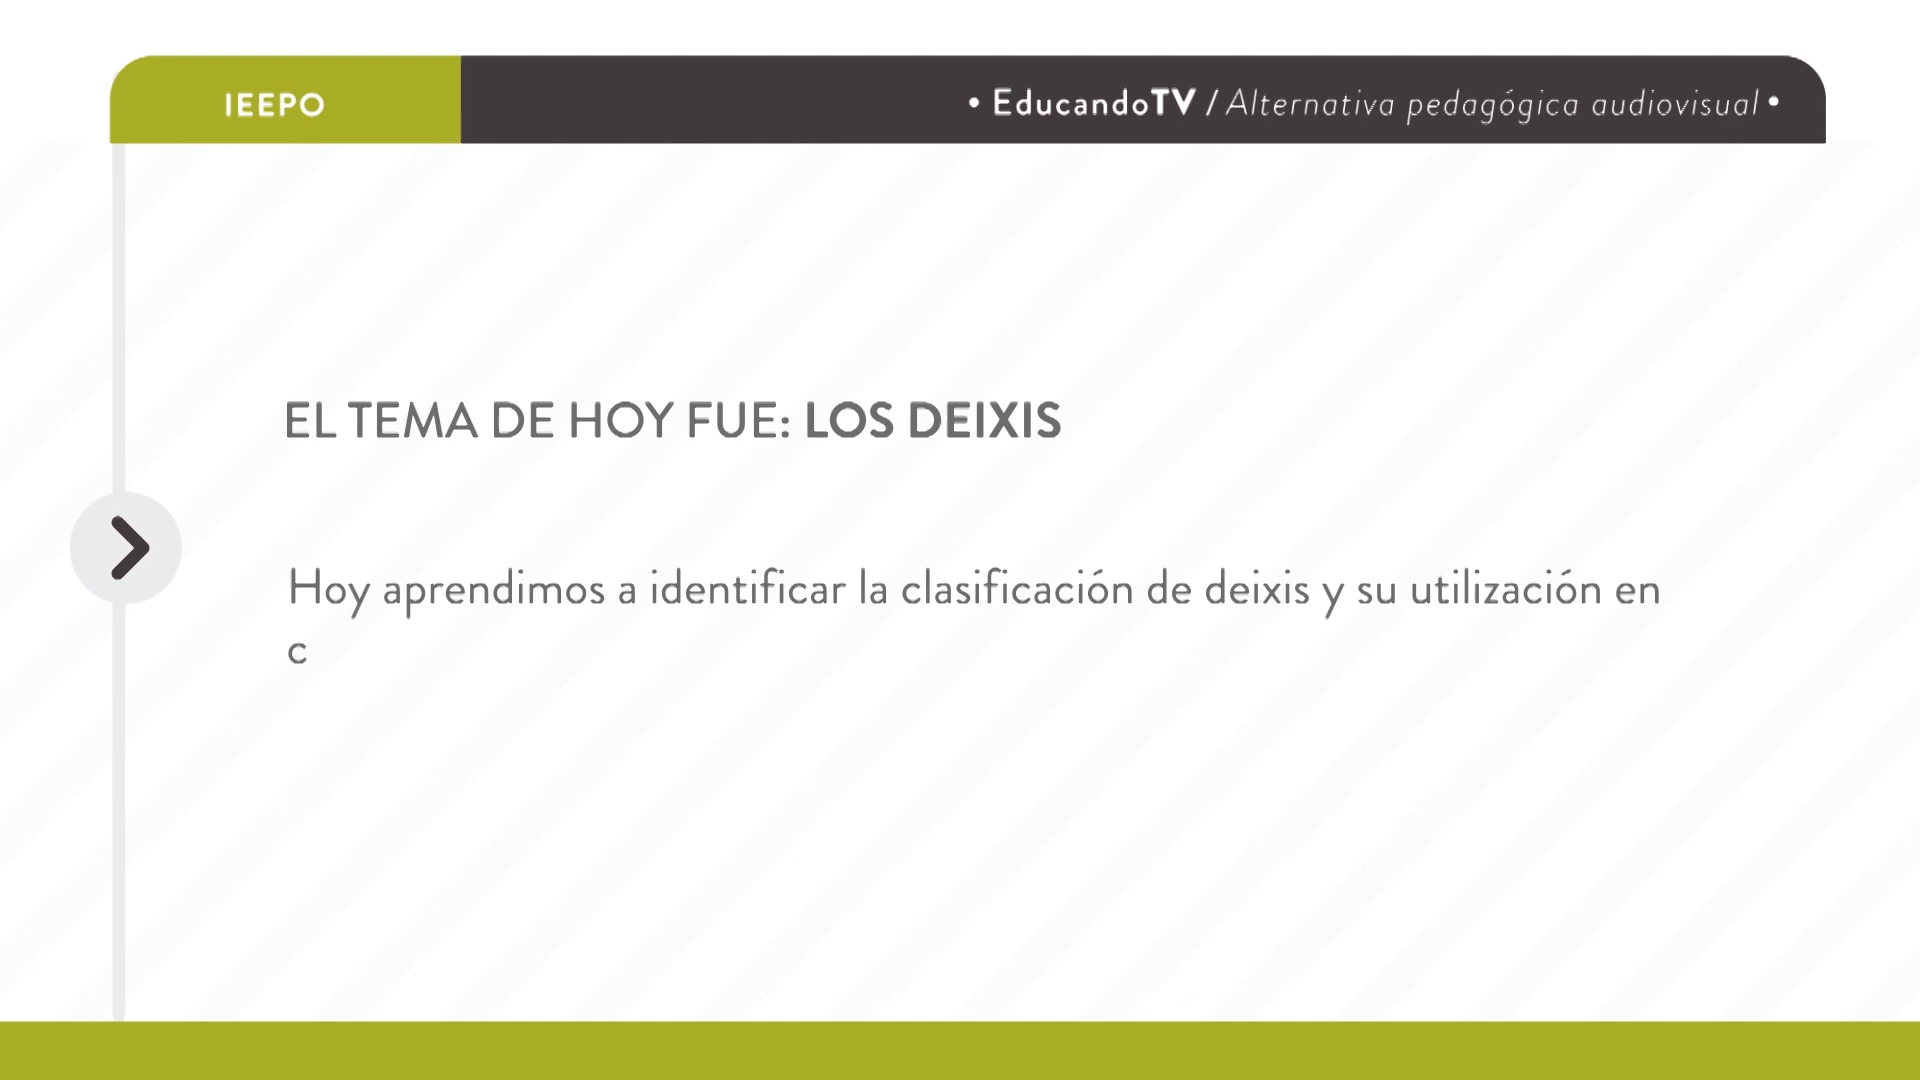 IEEPO
• EducandoTV / Alternativa pedagógica audiovisual •
EL TEMA DE HOY FUE: LOS DEIXIS
Hoy aprendimos a identificar la clasificación de deixis y su utilización en
c